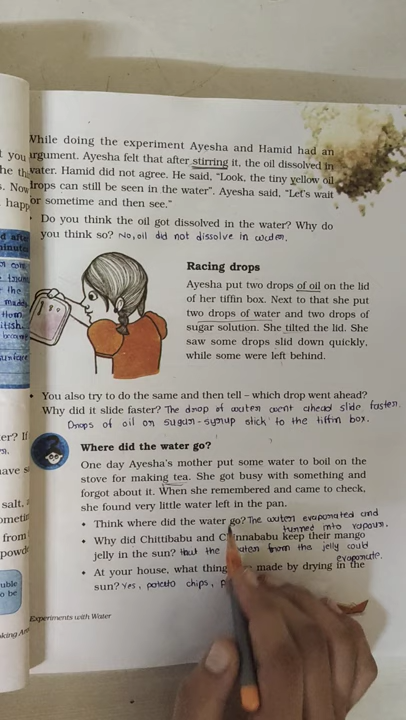 While doing the experiment Ayesha and Hamid had an
argument. Ayesha felt that after stirring it, the oil dissolved in
water. Hamid did not agree. He said, "Look, the tiny yellow oil
drops can still be seen in the water". Ayesha said, "Let's wait
for sometime and then see."
• Do you think the oil got dissolved in the water? Why do
you think so? No, oil did not dissolve in water.
Racing drops
Ayesha put two drops of oil on the lid
of her tiffin box. Next to that she put
two drops of water and two drops of
sugar solution. She tilted the lid. She
saw some drops slid down quickly,
while some were left behind.
• You also try to do the same and then tell – which drop went ahead?
Why did it slide faster? The drop of water went ahead slide faster.
Drops of oil or sugar-syrup stick to the tiffin box.
Where did the water go?
One day Ayesha's mother put some water to boil on the
stove for making tea. She got busy with something and
forgot about it. When she remembered and came to check,
she found very little water left in the pan.
• Think where did the water go? The water evaporated and
turned into vapour.
• Why did Chittibabu and Chinnababu keep their mango
jelly in the sun? that the water from the jelly could
evaporate.
• At your house, what things made by drying in the
sun? Yes, potato chips,
Experiments with Water